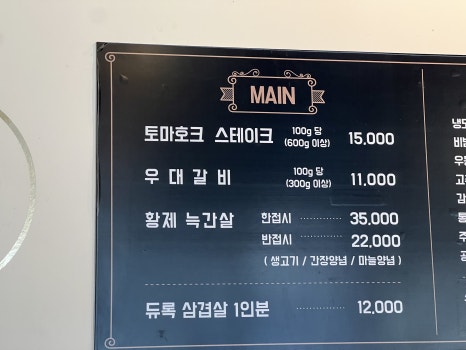 MAIN
토마호크 스테이크 100g 당 (600g 이상) 15,000
우대갈비 100g 당 (300g 이상) 11,000
황제 늑간살 한접시 35,000
반접시 22,000
( 생고기 / 간장양념 / 마늘양념 )
듀록 삼겹살 1인분 12,000